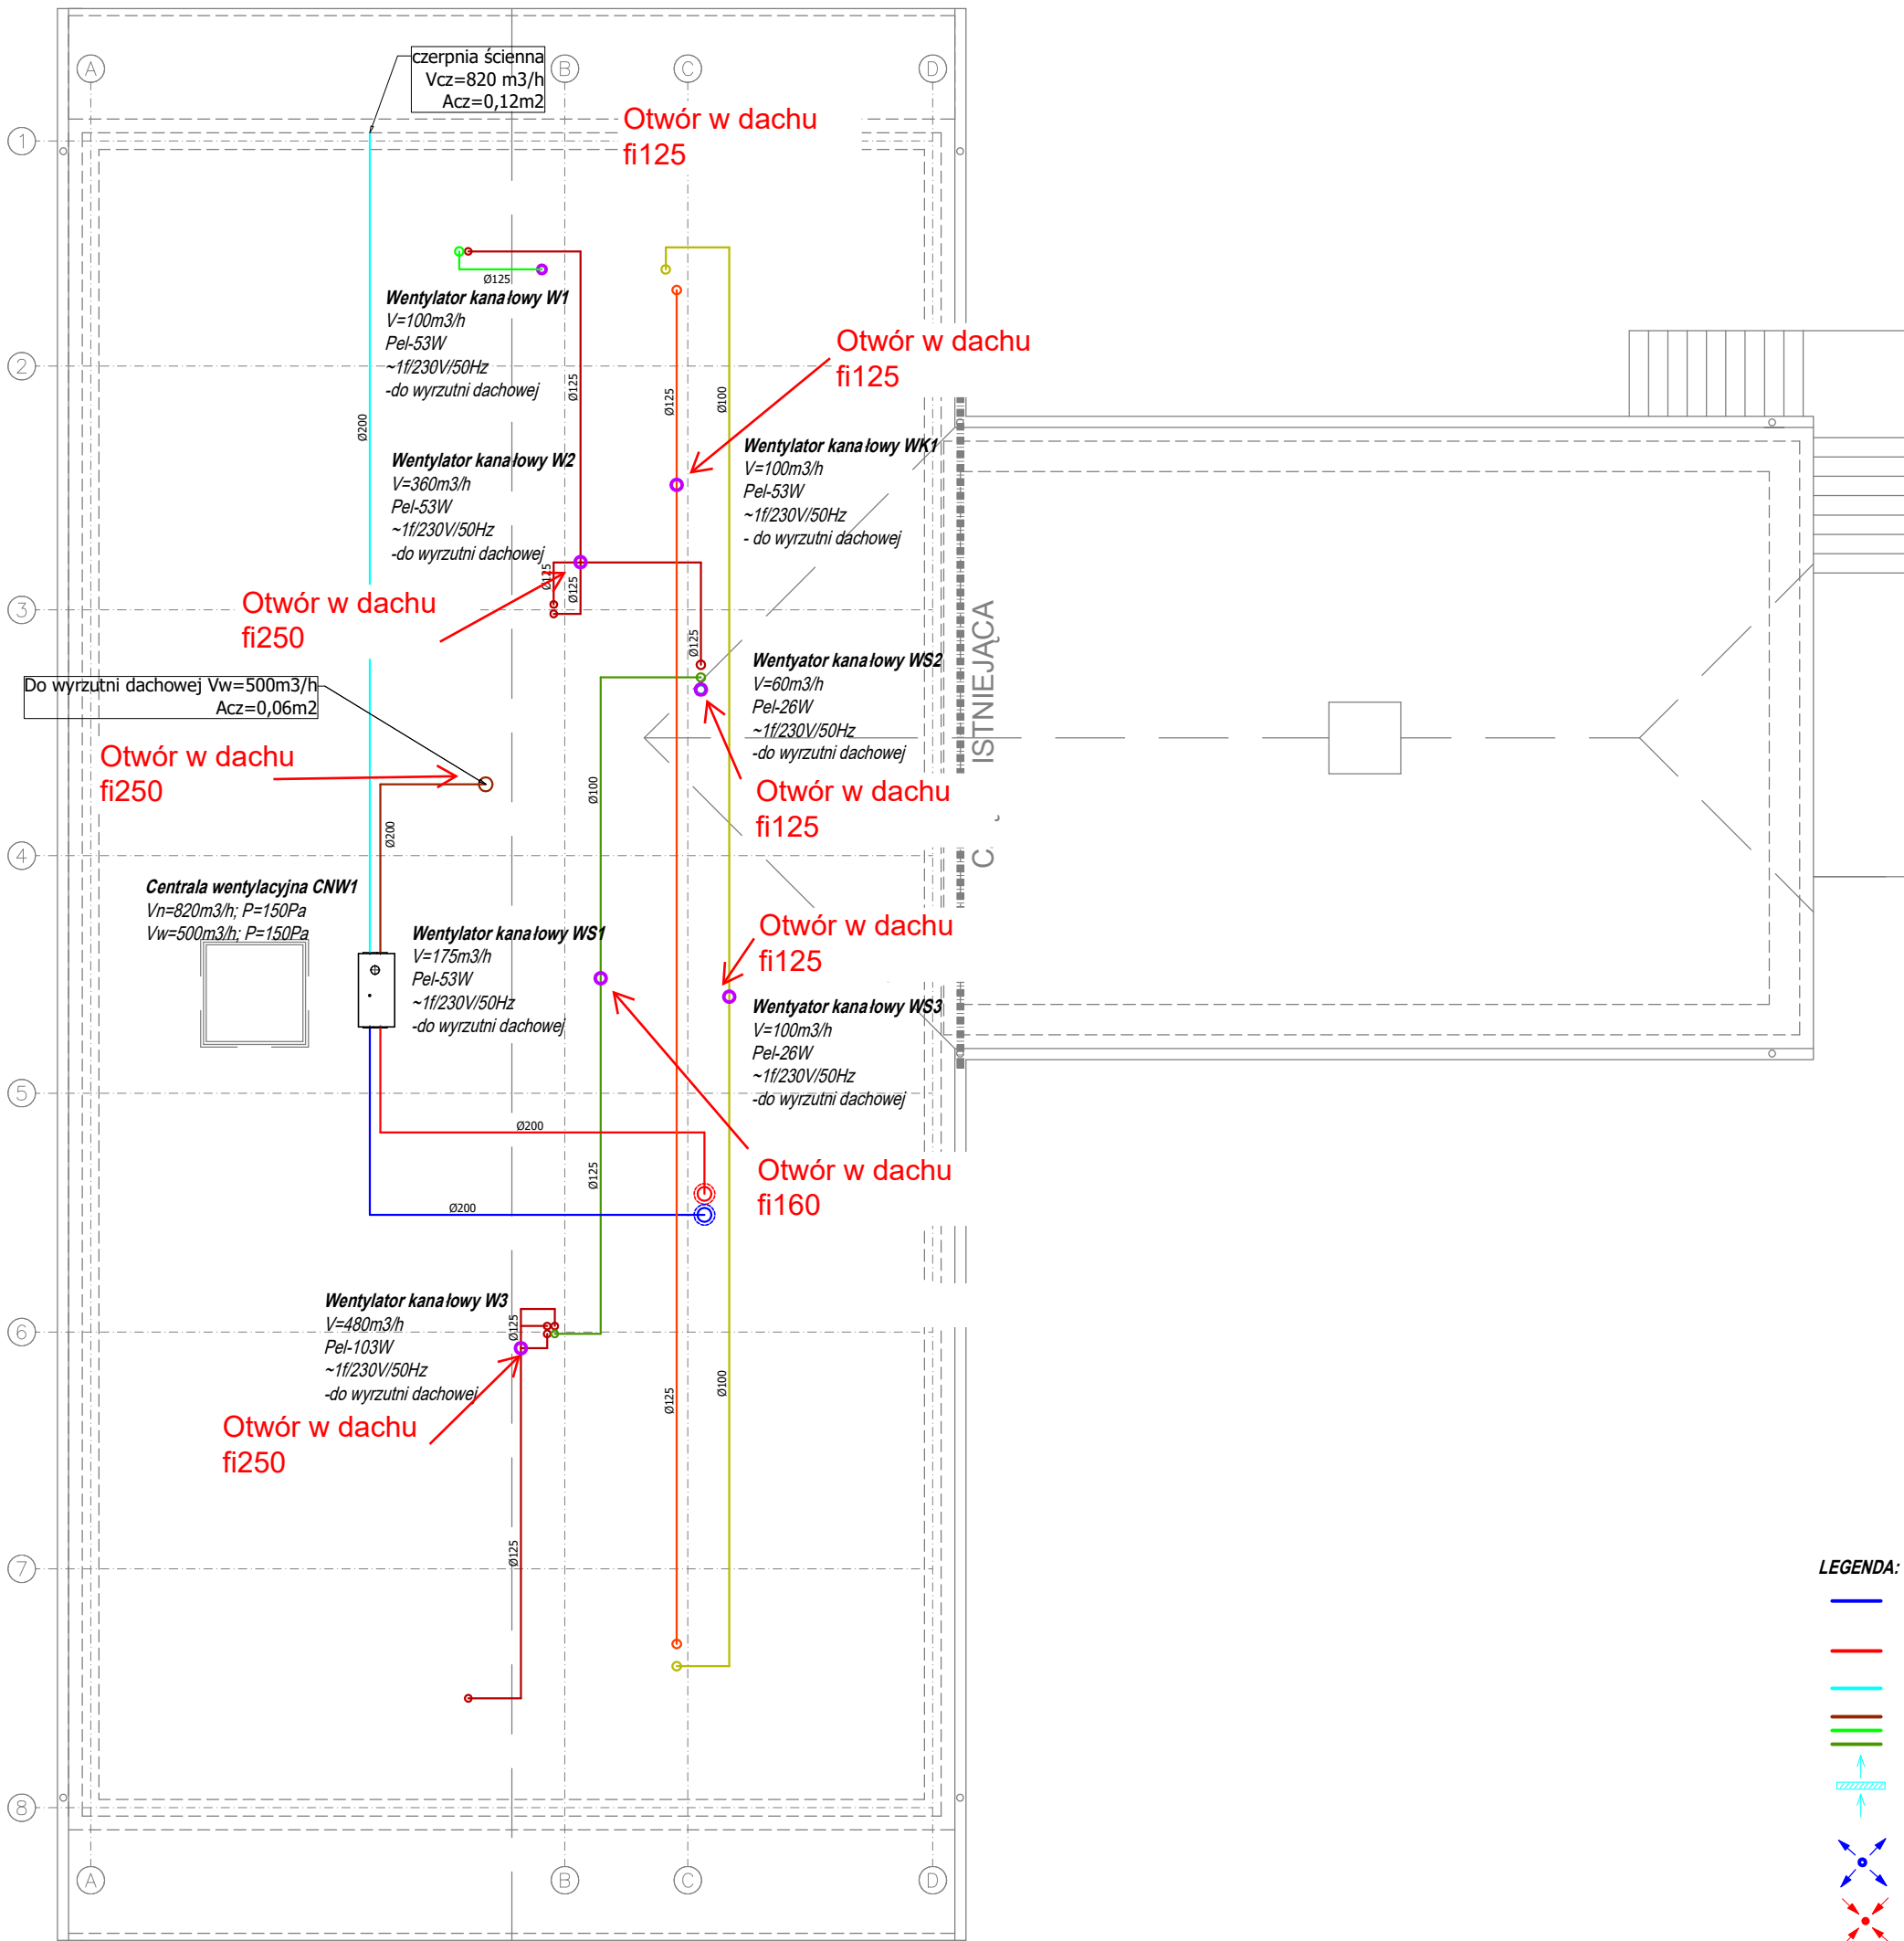 czerpnia ścienna
Vcz=820 m3/h
Acz=0,12m2
A
B
C
D
Otwór w dachu
fi125
1
Ø125
Wentylator kanałowy W1
V=100m3/h
Pel-53W
~1f/230V/50Hz
-do wyrzutni dachowej
Otwór w dachu
fi125
2
Ø125
Ø125
Ø100
Ø200
Wentylator kanałowy W2
V=360m3/h
Pel-53W
~1f/230V/50Hz
-do wyrzutni dachowej
Wentylator kanałowy WK1
V=100m3/h
Pel-53W
~1f/230V/50Hz
- do wyrzutni dachowej
Ø125
Ø125
Otwór w dachu
fi250
3
Ø125
ISTNIEJĄCA
Wentyator kanałowy WS2
V=60m3/h
Pel-26W
~1f/230V/50Hz
-do wyrzutni dachowej
Do wyrzutni dachowej Vw=500m3/h
Acz=0,06m2
Otwór w dachu
fi250
Ø100
Otwór w dachu
fi125
Ø200
4
C
Centrala wentylacyjna CNW1
Vn=820m3/h; P=150Pa
Vw=500m3/h; P=150Pa
Wentylator kanałowy WS1
V=175m3/h
Pel-53W
~1f/230V/50Hz
-do wyrzutni dachowej
Otwór w dachu
fi125
Wentyator kanałowy WS3
V=100m3/h
Pel-26W
~1f/230V/50Hz
-do wyrzutni dachowej
5
Ø200
Ø125
Otwór w dachu
fi160
Ø200
Wentylator kanałowy W3
V=480m3/h
Pel-103W
~1f/230V/50Hz
-do wyrzutni dachowej
Ø125
6
Ø125
Ø100
Otwór w dachu
fi250
Ø125
7
LEGENDA:
8
A
B
C
D